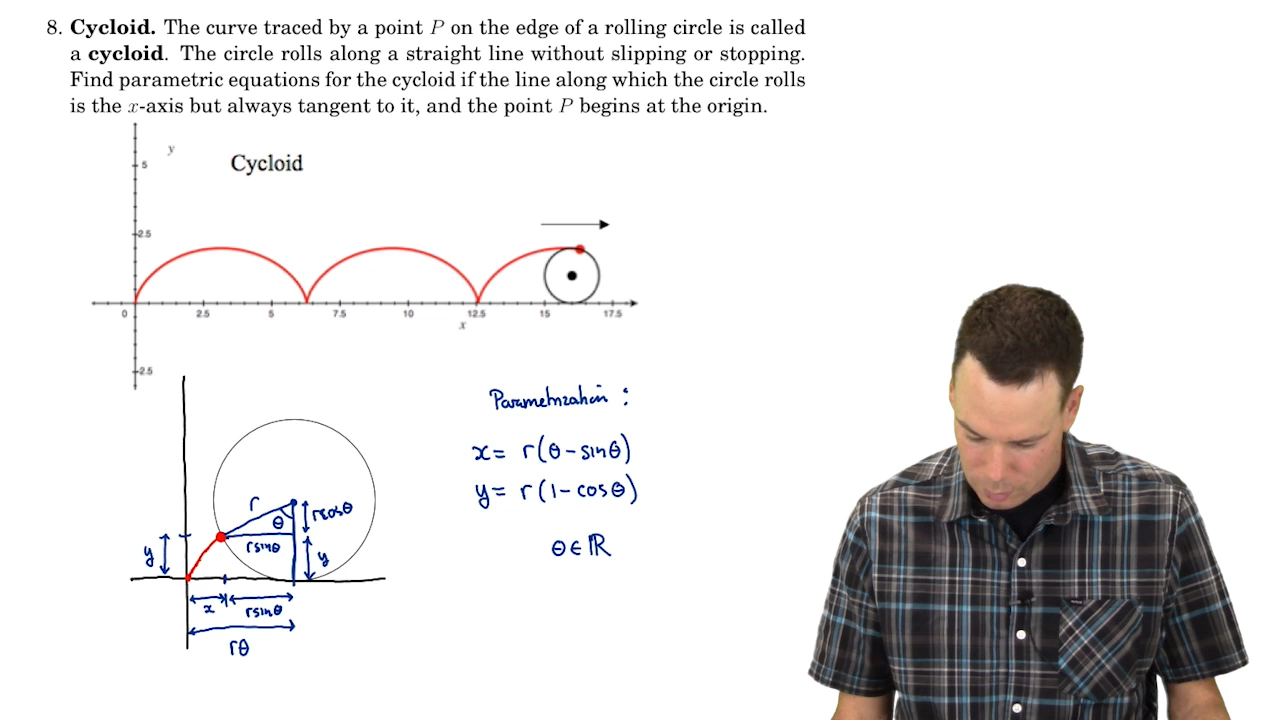 8. Cycloid. The curve traced by a point P on the edge of a rolling circle is called
a cycloid. The circle rolls along a straight line without slipping or stopping.
Find parametric equations for the cycloid if the line along which the circle rolls
is the x-axis but always tangent to it, and the point P begins at the origin.
y
5
Cycloid
2.5
0 2.5 5 7.5 10 12.5 15 17.5
x
-2.5
Parametrization :
x = r(θ - sinθ)
y = r(1 - cosθ)
θ ∈ ℝ
r
θ
rcosθ
rsinθ
y
y
x
rsinθ
rθ